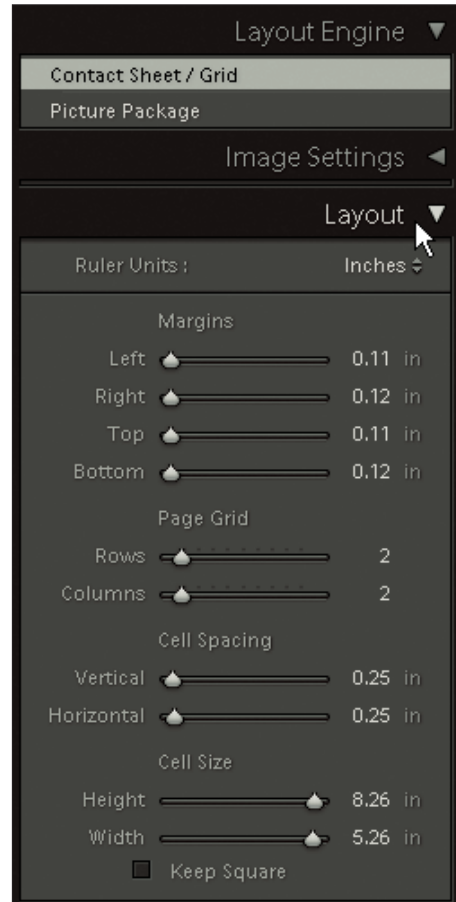 Layout Engine
Contact Sheet / Grid
Picture Package
Image Settings
Layout
Ruler Units : Inches
Margins
Left 0.11 in
Right 0.12 in
Top 0.11 in
Bottom 0.12 in
Page Grid
Rows 2
Columns 2
Cell Spacing
Vertical 0.25 in
Horizontal 0.25 in
Cell Size
Height 8.26 in
Width 5.26 in
Keep Square